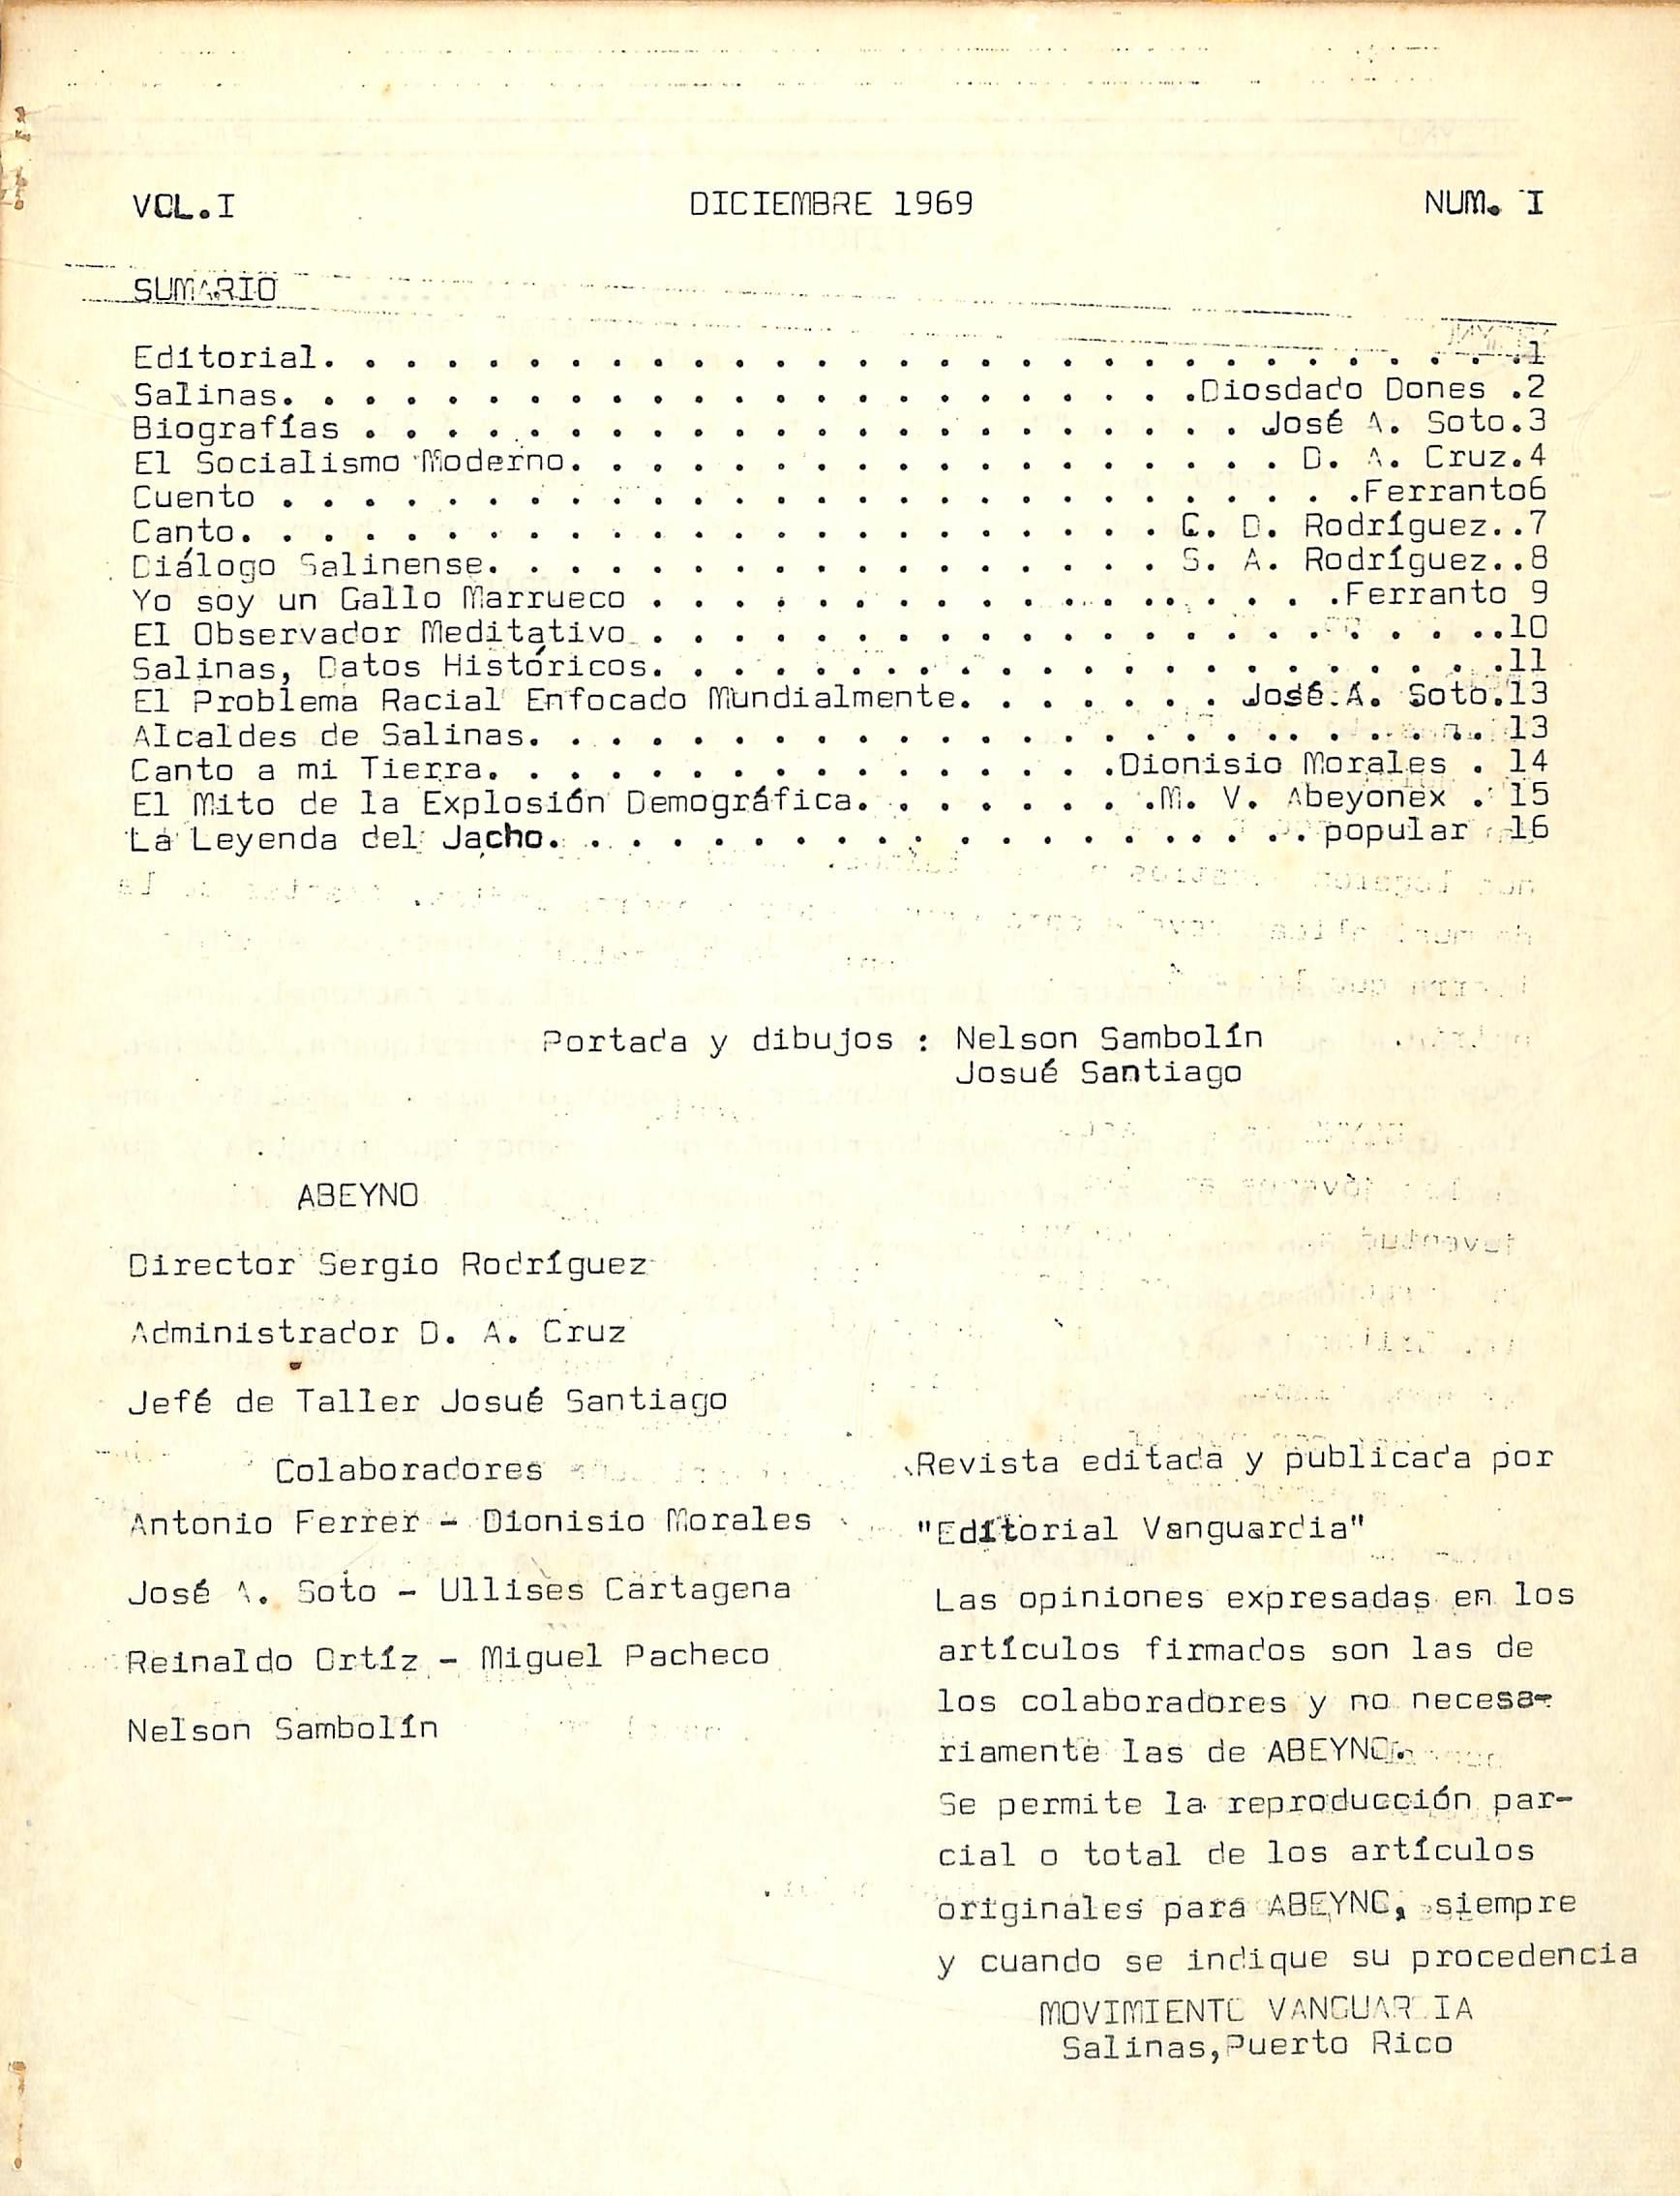 VOL.I DICIEMBRE 1969 NUM. I
SUMARIO
Editorial. . . . . . . . . . . . . . . . . . . . . . . . . . . . . .1
Salinas. . . . . . . . . . . . . . . . . . . . . . .Diosdado Dones .2
Biografías . . . . . . . . . . . . . . . . . . . . . . José A. Soto.3
El Socialismo Moderno. . . . . . . . . . . . . . . . . . D. A. Cruz.4
Cuento . . . . . . . . . . . . . . . . . . . . . . . . . . .Ferranto6
Canto. . . . . . . . . . . . . . . . . . . . . . . C. D. Rodríguez..7
Diálogo Salinense. . . . . . . . . . . . . . . . . S. A. Rodríguez..8
Yo soy un Gallo Marrueco . . . . . . . . . . . . . . . . .Ferranto 9
El Observador Meditativo . . . . . . . . . . . . . . . . . . . . ..10
Salinas, Datos Históricos. . . . . . . . . . . . . . . . . . . . .11
El Problema Racial Enfocado Mundialmente. . . . . . . José A. Soto.13
Alcaldes de Salinas. . . . . . . . . . . . . . . . . . . . . . . . 13
Canto a mi Tierra. . . . . . . . . . . . . . . .Dionisio Morales . 14
El Mito de la Explosión Demográfica. . . . . . . .M. V. Abeyonex . 15
La Leyenda del Jacho. . . . . . . . . . . . . . . . . . . popular 16
Portada y dibujos : Nelson Sambolín
Josué Santiago
ABEYNO
Director Sergio Rodríguez
Administrador D. A. Cruz
Jefé de Taller Josué Santiago
Colaboradores
Antonio Ferrer - Dionisio Morales
José A. Soto - Ullises Cartagena
Reinaldo Ortíz - Miguel Pacheco
Nelson Sambolín
Revista editada y publicada por
"Editorial Vanguardia"
Las opiniones expresadas en los
artículos firmados son las de
los colaboradores y no necesa-
riamente las de ABEYNO.
Se permite la reproducción par-
cial o total de los artículos
originales para ABEYNO, siempre
y cuando se indique su procedencia
MOVIMIENTO VANGUARDIA
Salinas,Puerto Rico